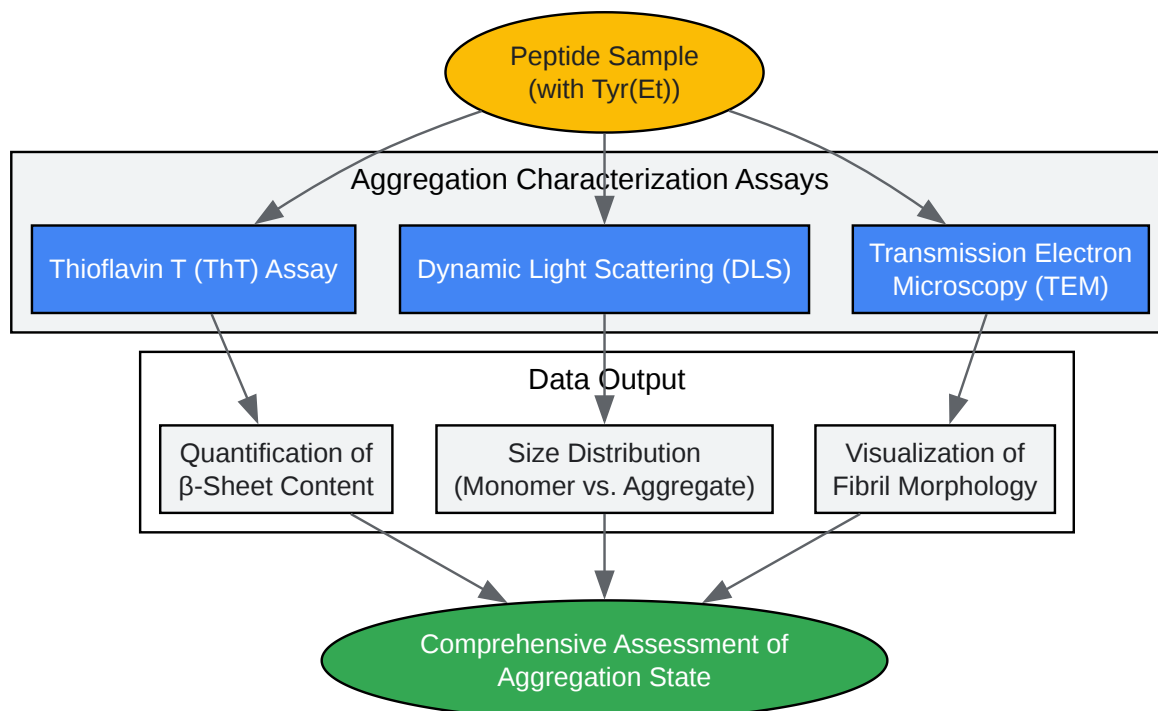 Peptide Sample
(with Tyr(Et))
Aggregation Characterization Assays
Thioflavin T (ThT) Assay
Dynamic Light Scattering (DLS)
Transmission Electron
Microscopy (TEM)
Data Output
Quantification of
β-Sheet Content
Size Distribution
(Monomer vs. Aggregate)
Visualization of
Fibril Morphology
Comprehensive Assessment of
Aggregation State